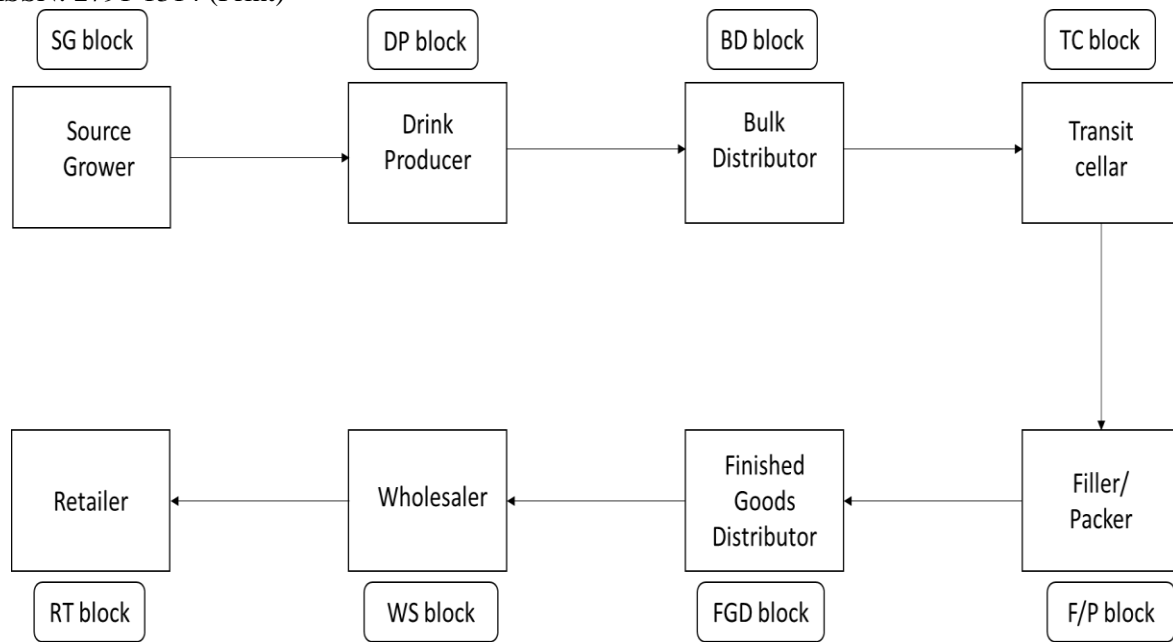 SG block
DP block
BD block
TC block
Source
Grower
Drink
Producer
Bulk
Distributor
Transit
cellar
Retailer
Wholesaler
Finished
Goods
Distributor
Filler/
Packer
RT block
WS block
FGD block
F/P block